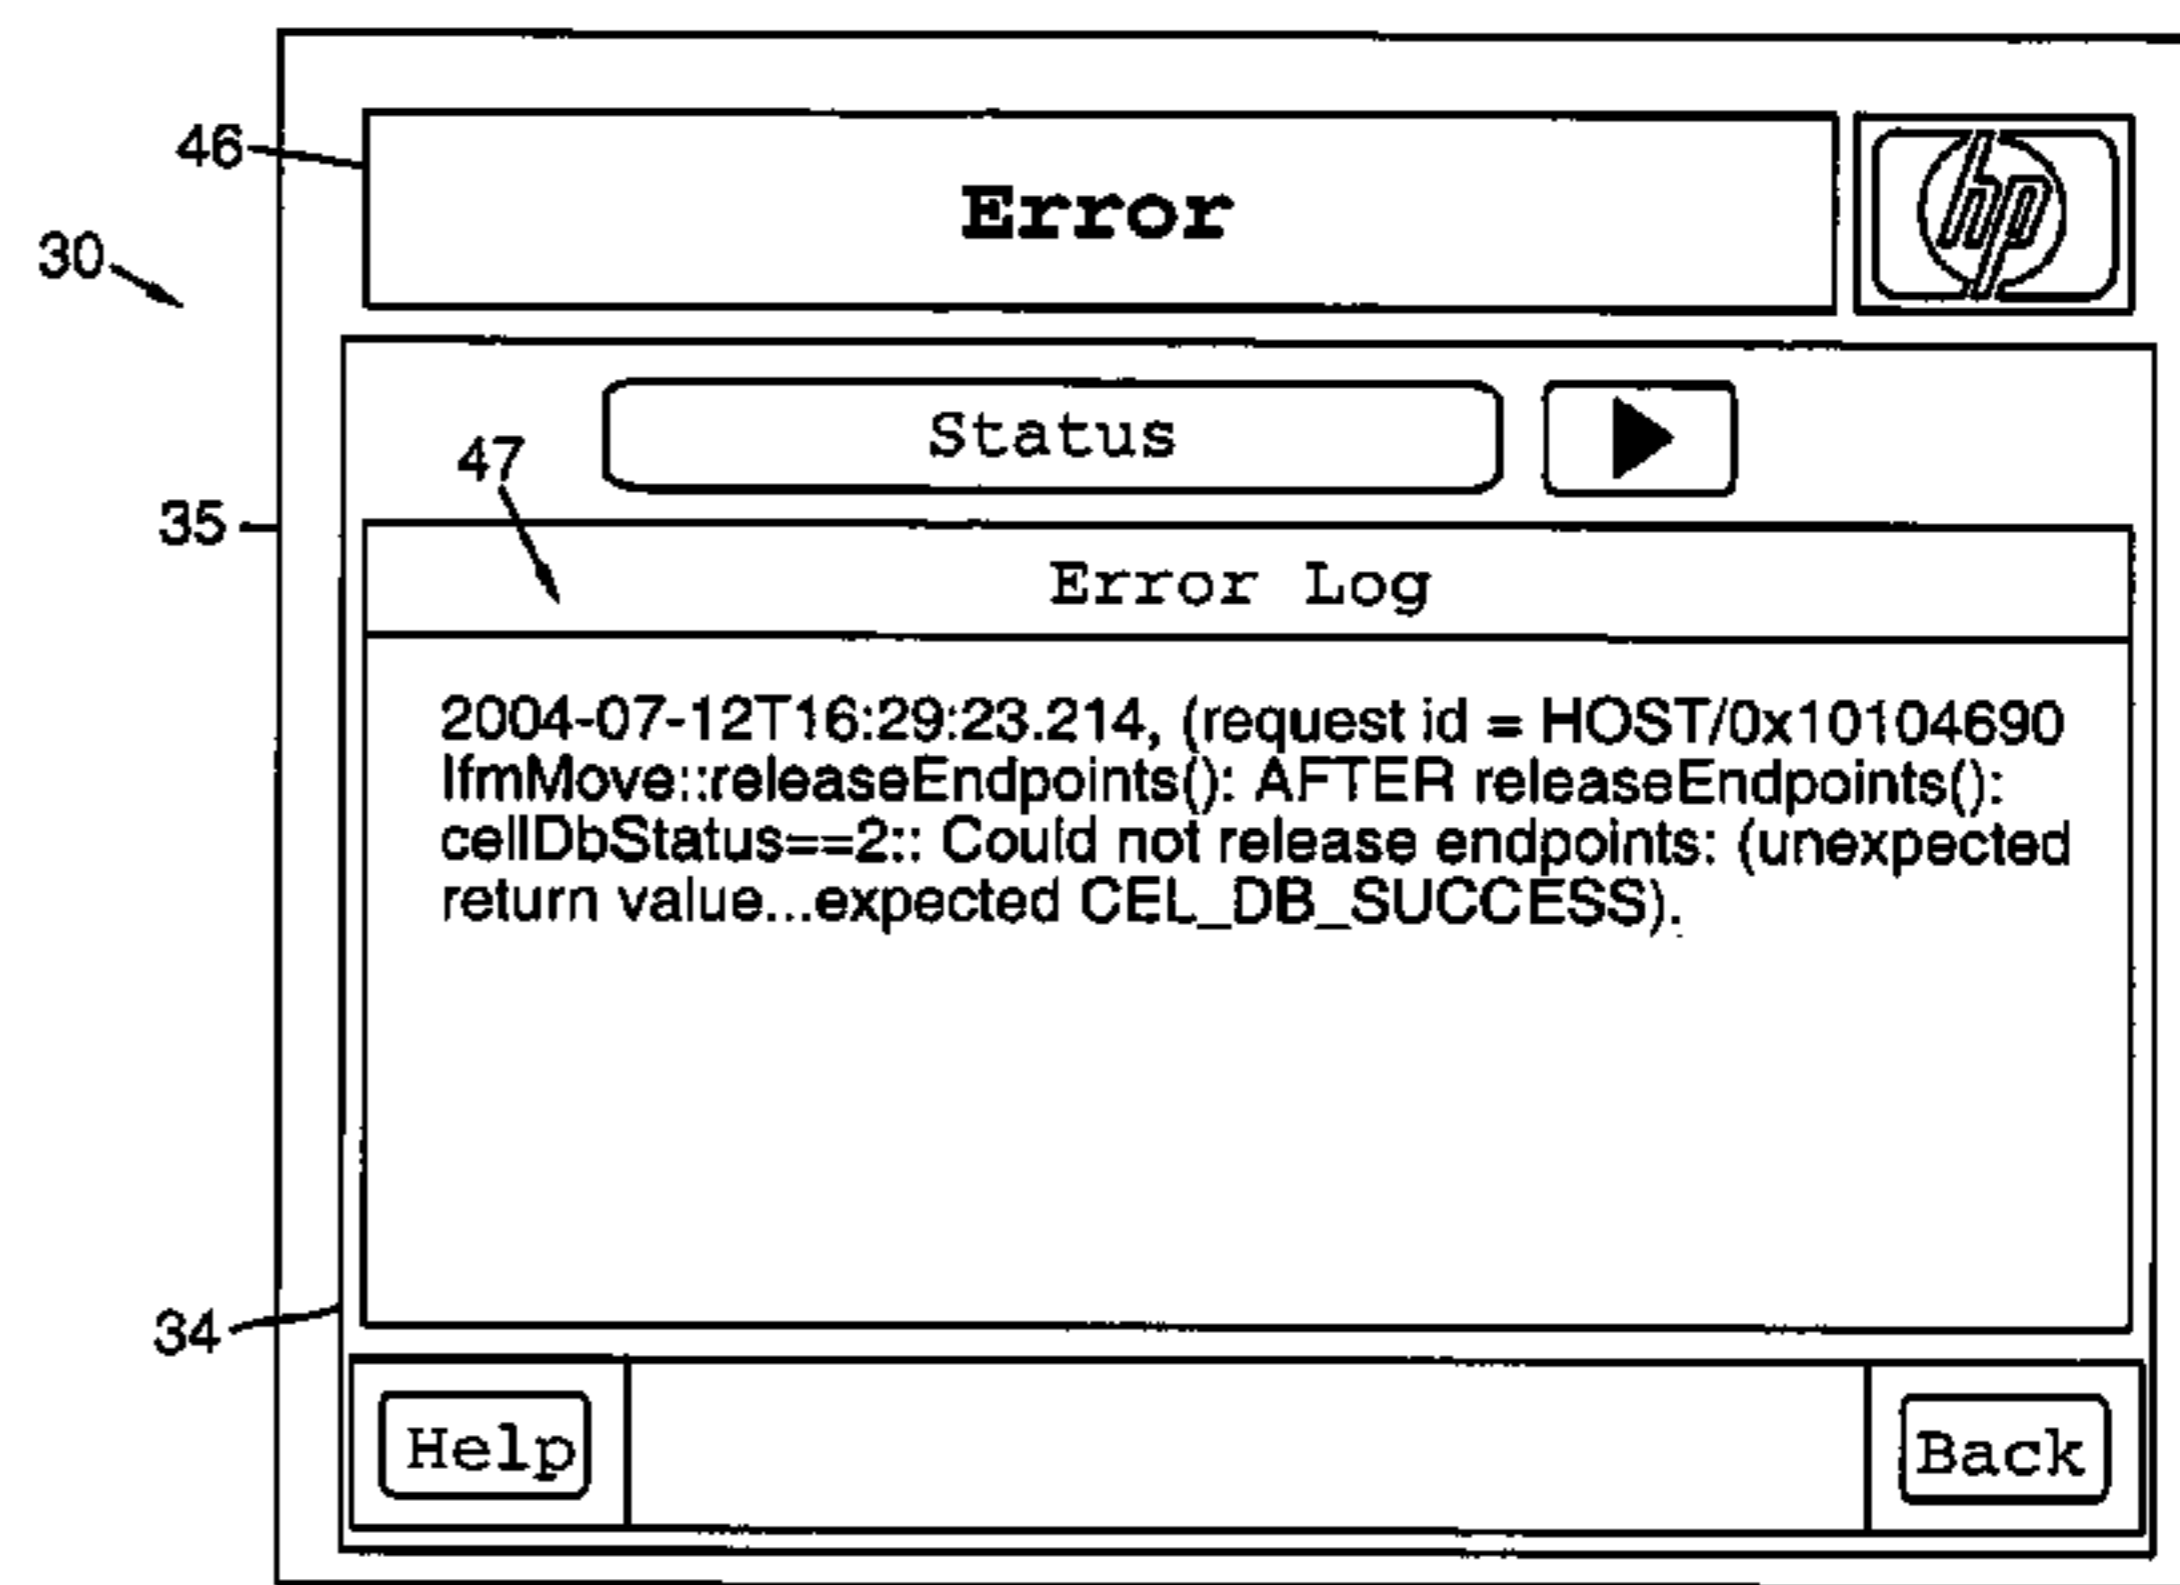 46
Error
hp
30
Status
47
35
Error Log
2004-07-12T16:29:23.214, (request id = HOST/0x10104690
IfmMove::releaseEndpoints(): AFTER releaseEndpoints():
cellDbStatus==2:: Could not release endpoints: (unexpected
return value...expected CEL_DB_SUCCESS).
34
Help
Back